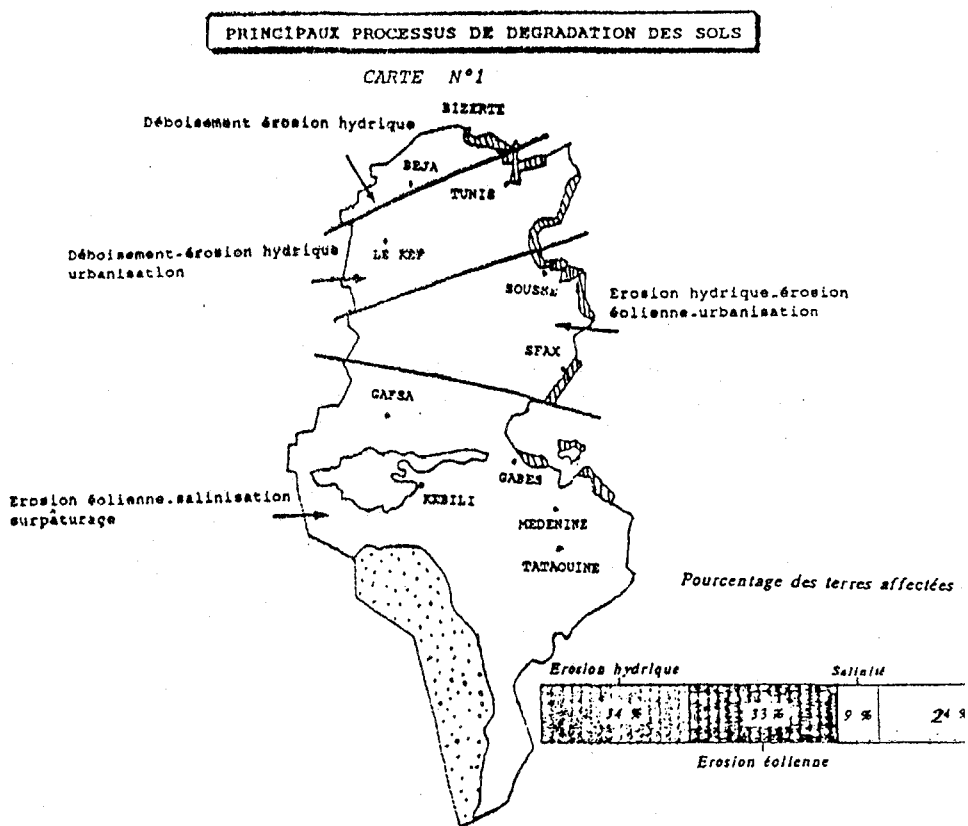 PRINCIPAUX PROCESSUS DE DEGRADATION DES SOLS
CARTE N°1
BIZERTE
Déboisement érosion hydrique
BEJA
TUNIS
LE KEF
Déboisement-érosion hydrique
urbanisation
SOUSSE
Erosion hydrique-érosion
éolienne-urbanisation
SFAX
GAFSA
GABES
KEBILI
Erosion éolienne-salinisation
surpâturage
MEDENINE
TATAOUINE
Pourcentage des terres affectées
Erosion hydrique
Salinité
34 %
33 %
9 %
24 %
Erosion éolienne